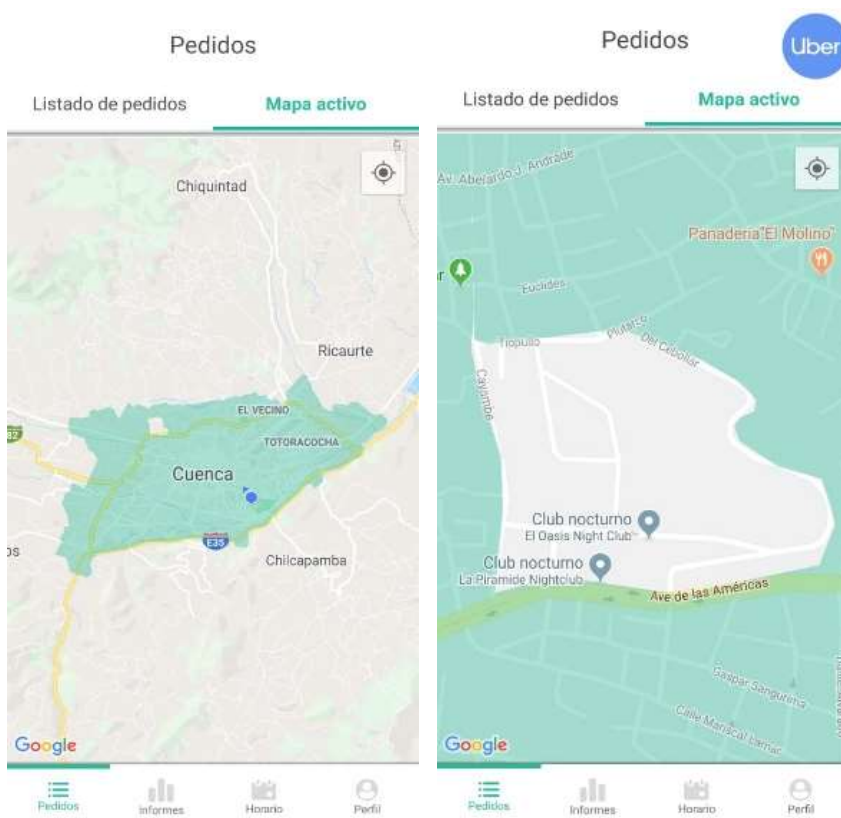 Pedidos
Listado de pedidos
Mapa activo
Chiquintad
Ricaurte
EL VECINO
TOTORACOCHA
Cuenca
E35
Chilcapamba
Google
Pedidos
Informes
Horario
Perfil
Pedidos
Uber
Listado de pedidos
Mapa activo
Av. Abelardo J. Andrade
Panaderia "El Molino"
Euclides
Tiopullo
Plutarco
Del Cebollar
Cayambe
Club nocturno
El Oasis Night Club
Club nocturno
La Piramide Nightclub
Ave de las Américas
Gaspar Sangurima
Calle Mariscal Lamar
Google
Pedidos
Informes
Horario
Perfil